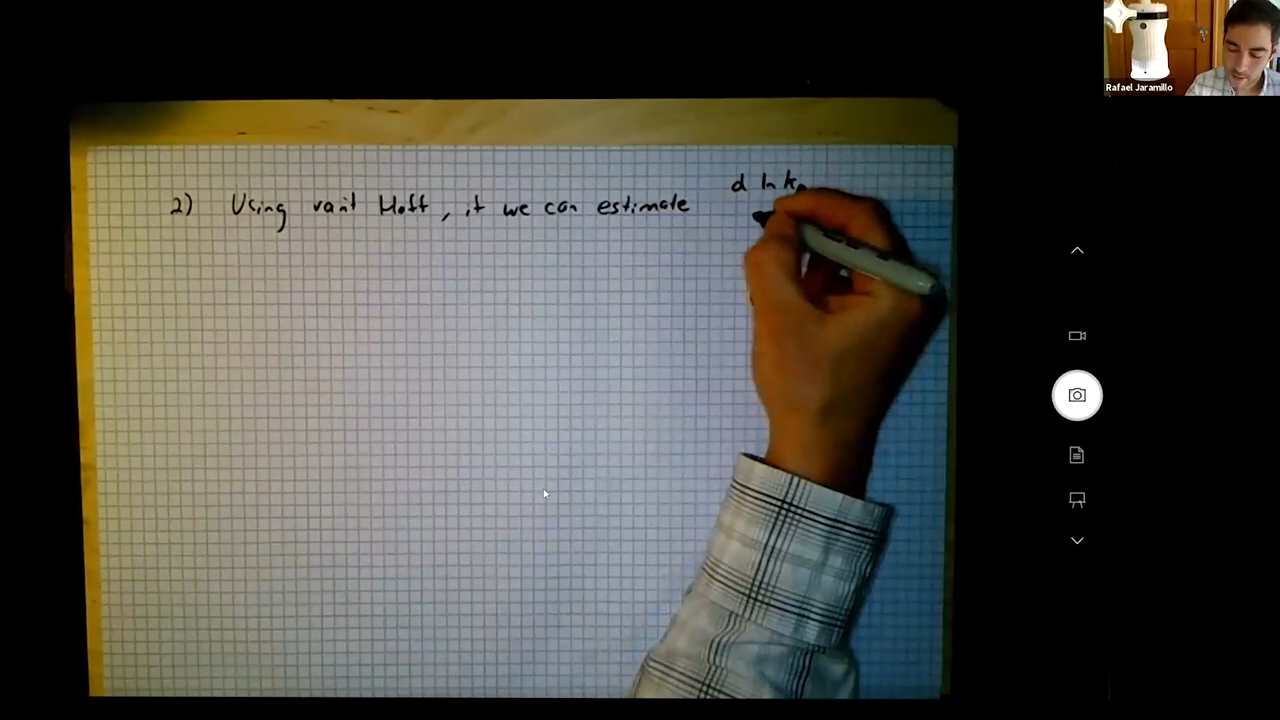 Rafael Jaramillo
2) Using van't Hoff, if we can estimate d ln k